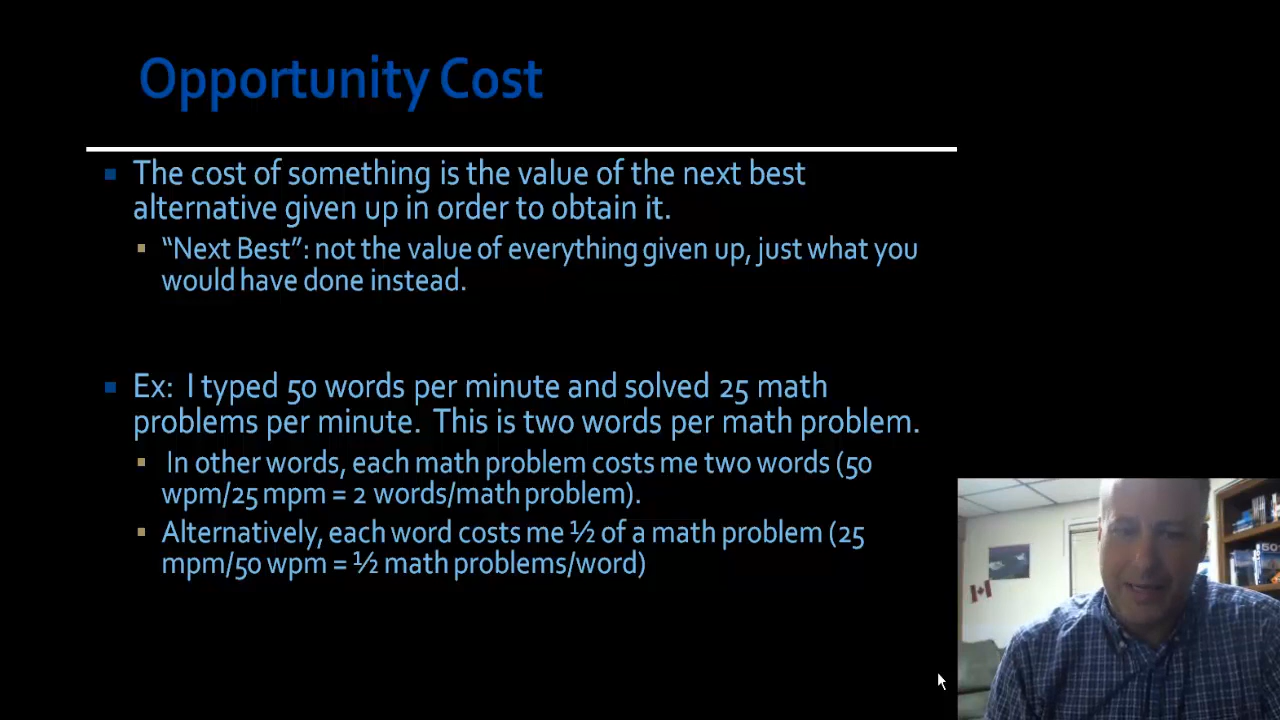 Opportunity Cost
The cost of something is the value of the next best
alternative given up in order to obtain it.
“Next Best”: not the value of everything given up, just what you
would have done instead.
Ex: I typed 50 words per minute and solved 25 math
problems per minute. This is two words per math problem.
In other words, each math problem costs me two words (50
wpm/25 mpm = 2 words/math problem).
Alternatively, each word costs me ½ of a math problem (25
mpm/50 wpm = ½ math problems/word)